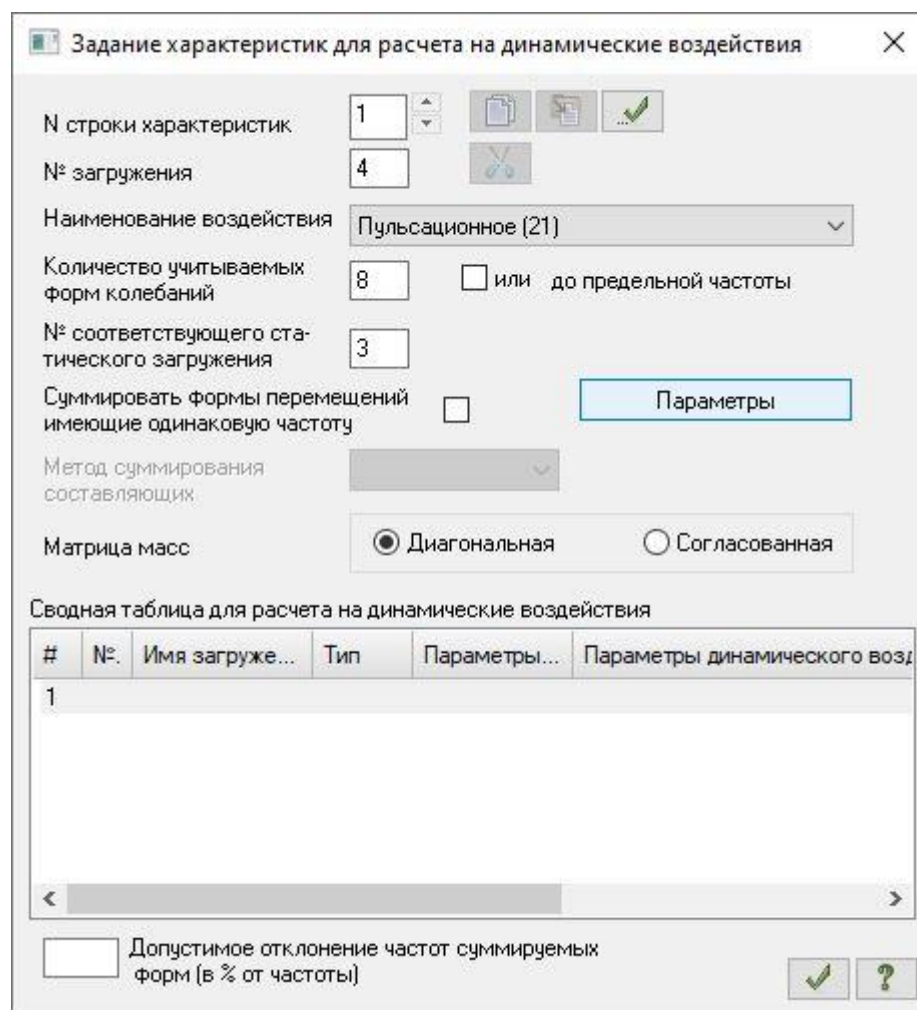 Задание характеристик для расчета на динамические воздействия
N строки характеристик 1
№ загружения 4
Наименование воздействия Пульсационное (21)
Количество учитываемых
форм колебаний 8 или до предельной частоты
№ соответствующего ста-
тического загружения 3
Суммировать формы перемещений
имеющие одинаковую частоту Параметры
Метод суммирования
составляющих
Матрица масс Диагональная Согласованная
Сводная таблица для расчета на динамические воздействия
# №. Имя загруже... Тип Параметры... Параметры динамического возд
1
Допустимое отклонение частот суммируемых
форм (в % от частоты) ?